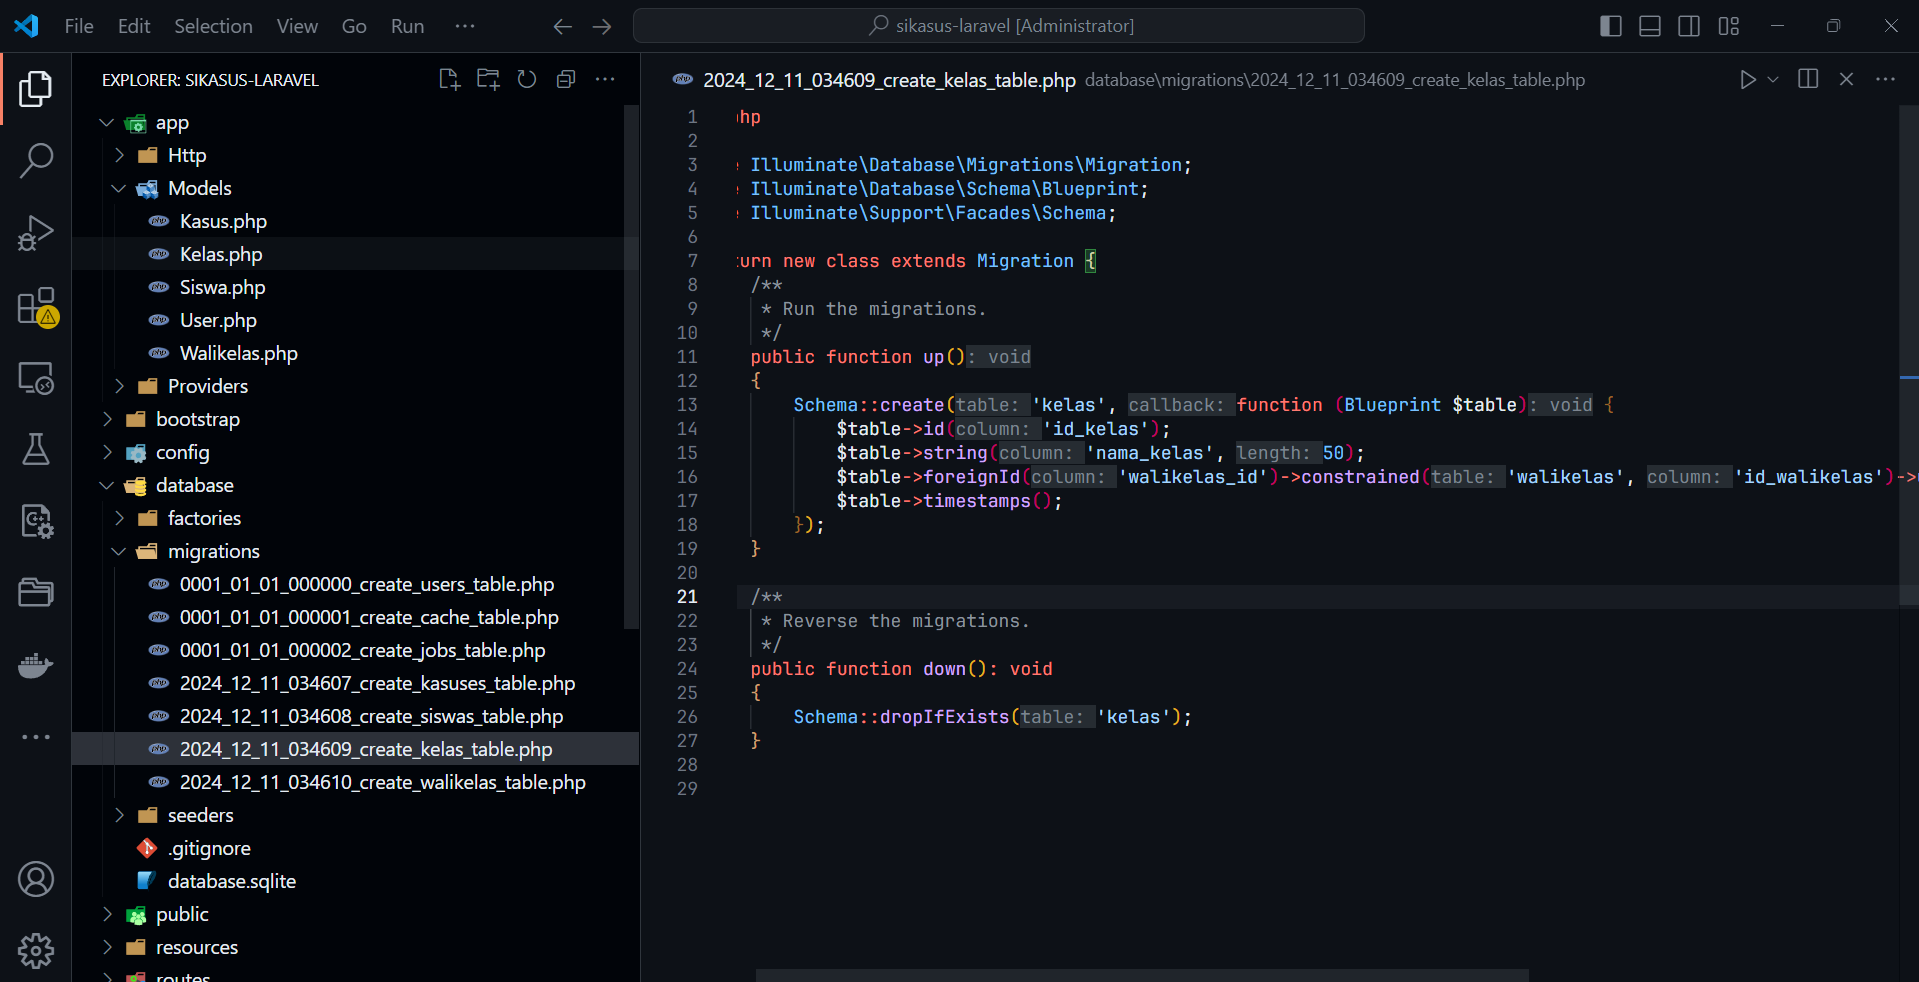 File Edit Selection View Go Run ··· sikasus-laravel [Administrator]
EXPLORER: SIKASUS-LARAVEL
app
Http
Models
Kasus.php
Kelas.php
Siswa.php
User.php
Walikelas.php
Providers
bootstrap
config
database
factories
migrations
0001_01_01_000000_create_users_table.php
0001_01_01_000001_create_cache_table.php
0001_01_01_000002_create_jobs_table.php
2024_12_11_034607_create_kasuses_table.php
2024_12_11_034608_create_siswas_table.php
2024_12_11_034609_create_kelas_table.php
2024_12_11_034610_create_walikelas_table.php
seeders
.gitignore
database.sqlite
public
resources
routes
2024_12_11_034609_create_kelas_table.php database\migrations\2024_12_11_034609_create_kelas_table.php
1 hp
2
3 Illuminate\Database\Migrations\Migration;
4 Illuminate\Database\Schema\Blueprint;
5 Illuminate\Support\Facades\Schema;
6
7 urn new class extends Migration {
8 /**
9 * Run the migrations.
10 */
11 public function up(): void
12 {
13 Schema::create(table: 'kelas', callback: function (Blueprint $table): void {
14 $table->id(column: 'id_kelas');
15 $table->string(column: 'nama_kelas', length: 50);
16 $table->foreignId(column: 'walikelas_id')->constrained(table: 'walikelas', column: 'id_walikelas')->
17 $table->timestamps();
18 });
19 }
20
21 /**
22 * Reverse the migrations.
23 */
24 public function down(): void
25 {
26 Schema::dropIfExists(table: 'kelas');
27 }
28
29